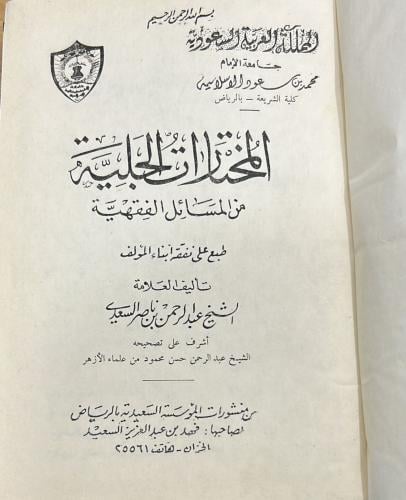 بسم الله الرحمن الرحيم
المملكة العربية السعودية
جامعة الإمام
محمد بن سعود الاسلامية
كلية الشريعة - بالرياض
المختارات الجلية
من المسائل الفقهية
طبع على نفقة أبناء المؤلف
تأليف العلامة
الشيخ عبد الرحمن بن ناصر السعدي
أشرف على تصحيحه
الشيخ عبد الرحمن حسن محمود من علماء الأزهر
من منشورات المؤسسة السعيدية بالرياض
لصاحبها: فهد بن عبد العزيز السعيد
الخزان - هاتف ٢٥٥٦١